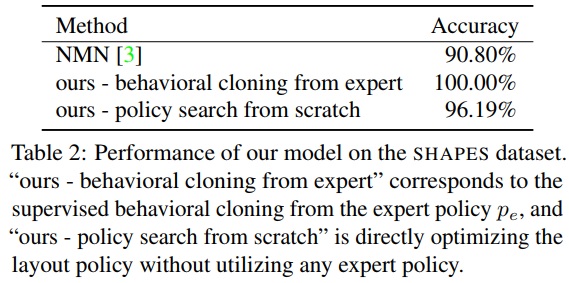 Method Accuracy
NMN [3] 90.80%
ours - behavioral cloning from expert 100.00%
ours - policy search from scratch 96.19%
Table 2: Performance of our model on the SHAPES dataset.
“ours - behavioral cloning from expert” corresponds to the
supervised behavioral cloning from the expert policy pₑ, and
“ours - policy search from scratch” is directly optimizing the
layout policy without utilizing any expert policy.